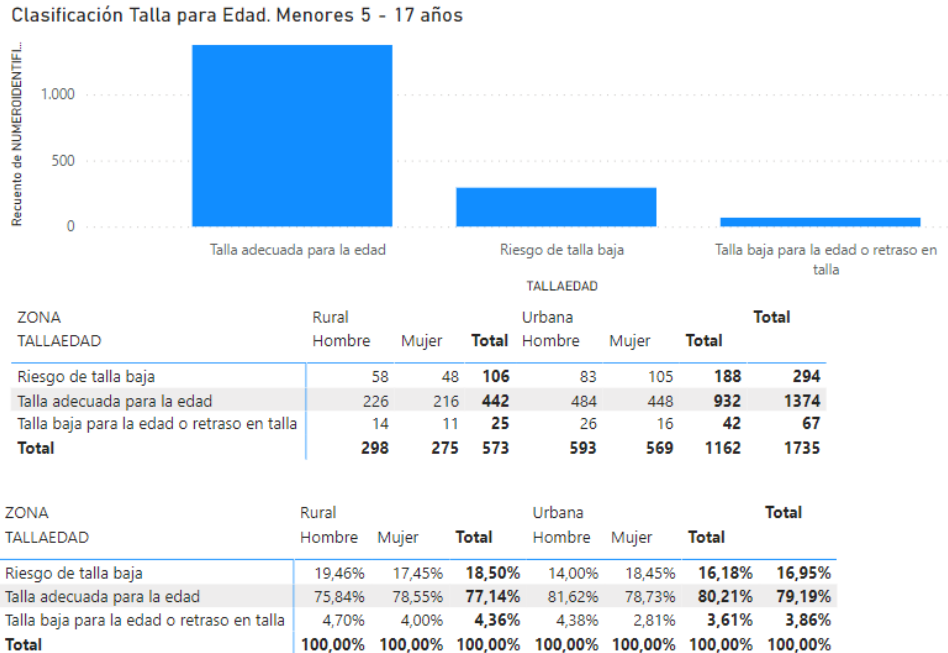 Clasificación Talla para Edad. Menores 5 - 17 años
Recuento de NUMEROIDENTIFI...
1.000
500
0
Talla adecuada para la edad
Riesgo de talla baja
Talla baja para la edad o retraso en
talla
TALLAEDAD
ZONA Rural Urbana Total
TALLAEDAD Hombre Mujer Total Hombre Mujer Total
Riesgo de talla baja 58 48 106 83 105 188 294
Talla adecuada para la edad 226 216 442 484 448 932 1374
Talla baja para la edad o retraso en talla 14 11 25 26 16 42 67
Total 298 275 573 593 569 1162 1735
ZONA Rural Urbana Total
TALLAEDAD Hombre Mujer Total Hombre Mujer Total
Riesgo de talla baja 19,46% 17,45% 18,50% 14,00% 18,45% 16,18% 16,95%
Talla adecuada para la edad 75,84% 78,55% 77,14% 81,62% 78,73% 80,21% 79,19%
Talla baja para la edad o retraso en talla 4,70% 4,00% 4,36% 4,38% 2,81% 3,61% 3,86%
Total 100,00% 100,00% 100,00% 100,00% 100,00% 100,00% 100,00%